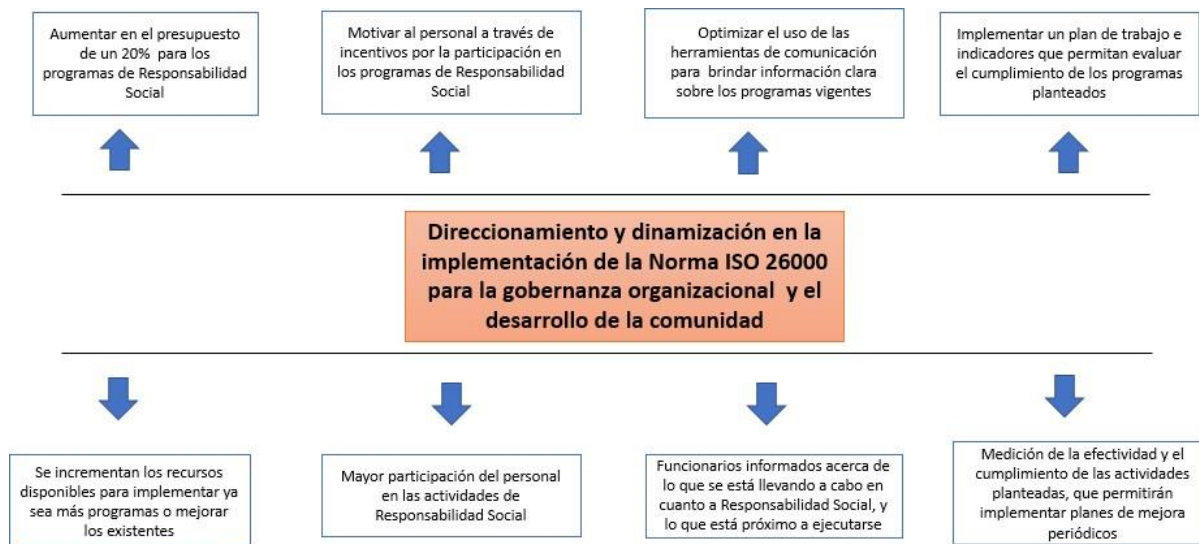 Aumentar en el presupuesto
de un 20% para los
programas de Responsabilidad
Social
Motivar al personal a través de
incentivos por la participación en
los programas de Responsabilidad
Social
Optimizar el uso de las
herramientas de comunicación
para brindar información clara
sobre los programas vigentes
Implementar un plan de trabajo e
indicadores que permitan evaluar
el cumplimiento de los programas
planteados
Direccionamiento y dinamización en la
implementación de la Norma ISO 26000
para la gobernanza organizacional y el
desarrollo de la comunidad
Se incrementan los recursos
disponibles para implementar ya
sea más programas o mejorar
los existentes
Mayor participación del personal
en las actividades de
Responsabilidad Social
Funcionarios informados acerca de
lo que se está llevando a cabo en
cuanto a Responsabilidad Social, y
lo que está próximo a ejecutarse
Medición de la efectividad y el
cumplimiento de las actividades
planteadas, que permitirán
implementar planes de mejora
periódicos